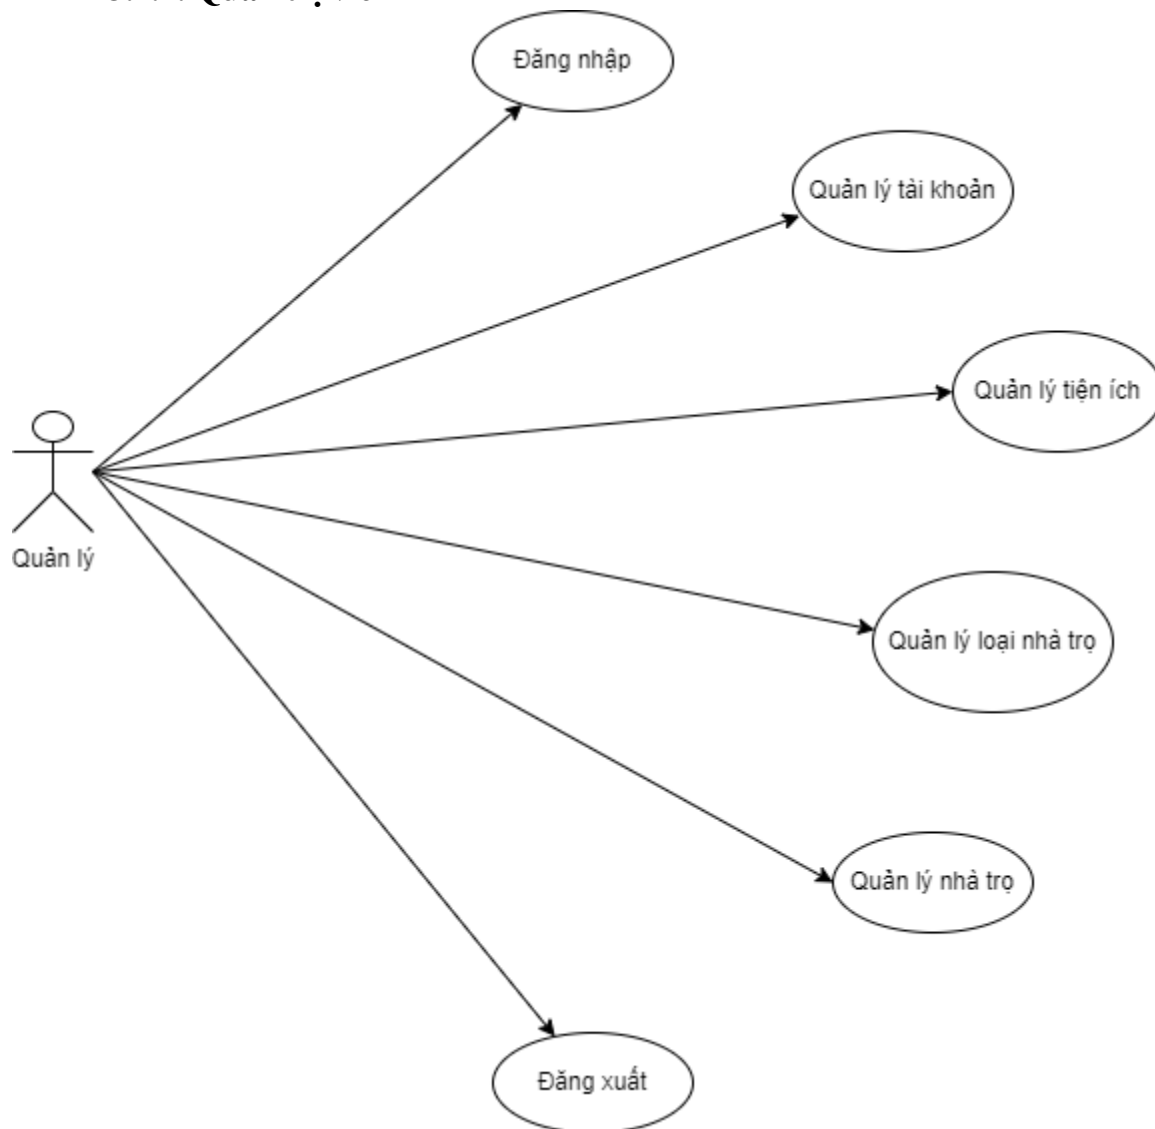 Đăng nhập
Quản lý tài khoản
Quản lý tiện ích
Quản lý
Quản lý loại nhà trọ
Quản lý nhà trọ
Đăng xuất